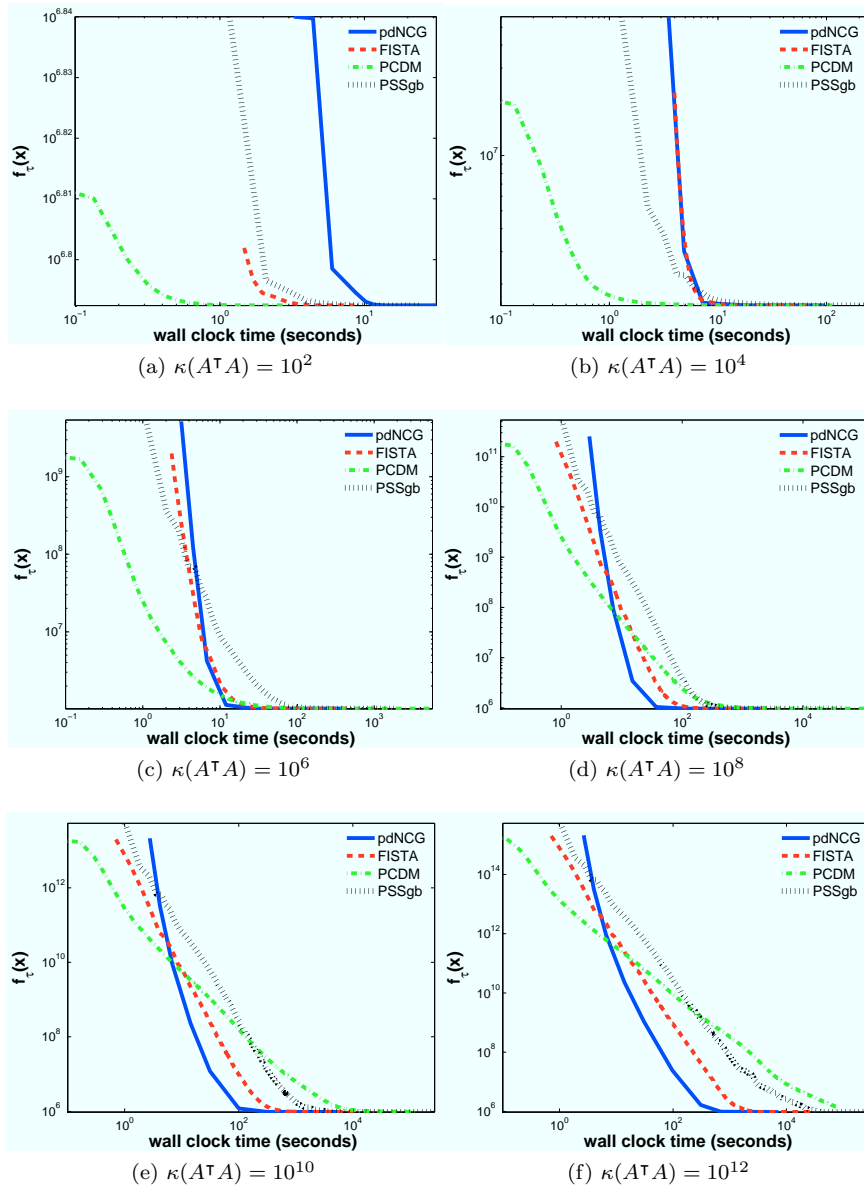 10^6.84
10^6.83
10^6.82
10^6.81
10^6.8
f_τ(x)
pdNCG
FISTA
PCDM
PSSgb
10^-1
10^0
10^1
wall clock time (seconds)
(a) κ(A^⊺A) = 10^2
10^7
f_τ(x)
pdNCG
FISTA
PCDM
PSSgb
10^-1
10^0
10^1
10^2
wall clock time (seconds)
(b) κ(A^⊺A) = 10^4
10^9
10^8
10^7
f_τ(x)
pdNCG
FISTA
PCDM
PSSgb
10^-1
10^0
10^1
10^2
10^3
wall clock time (seconds)
(c) κ(A^⊺A) = 10^6
10^11
10^10
10^9
10^8
10^7
10^6
f_τ(x)
pdNCG
FISTA
PCDM
PSSgb
10^0
10^2
10^4
wall clock time (seconds)
(d) κ(A^⊺A) = 10^8
10^12
10^10
10^8
10^6
f_τ(x)
pdNCG
FISTA
PCDM
PSSgb
10^0
10^2
10^4
wall clock time (seconds)
(e) κ(A^⊺A) = 10^10
10^14
10^12
10^10
10^8
10^6
f_τ(x)
pdNCG
FISTA
PCDM
PSSgb
10^0
10^2
10^4
wall clock time (seconds)
(f) κ(A^⊺A) = 10^12